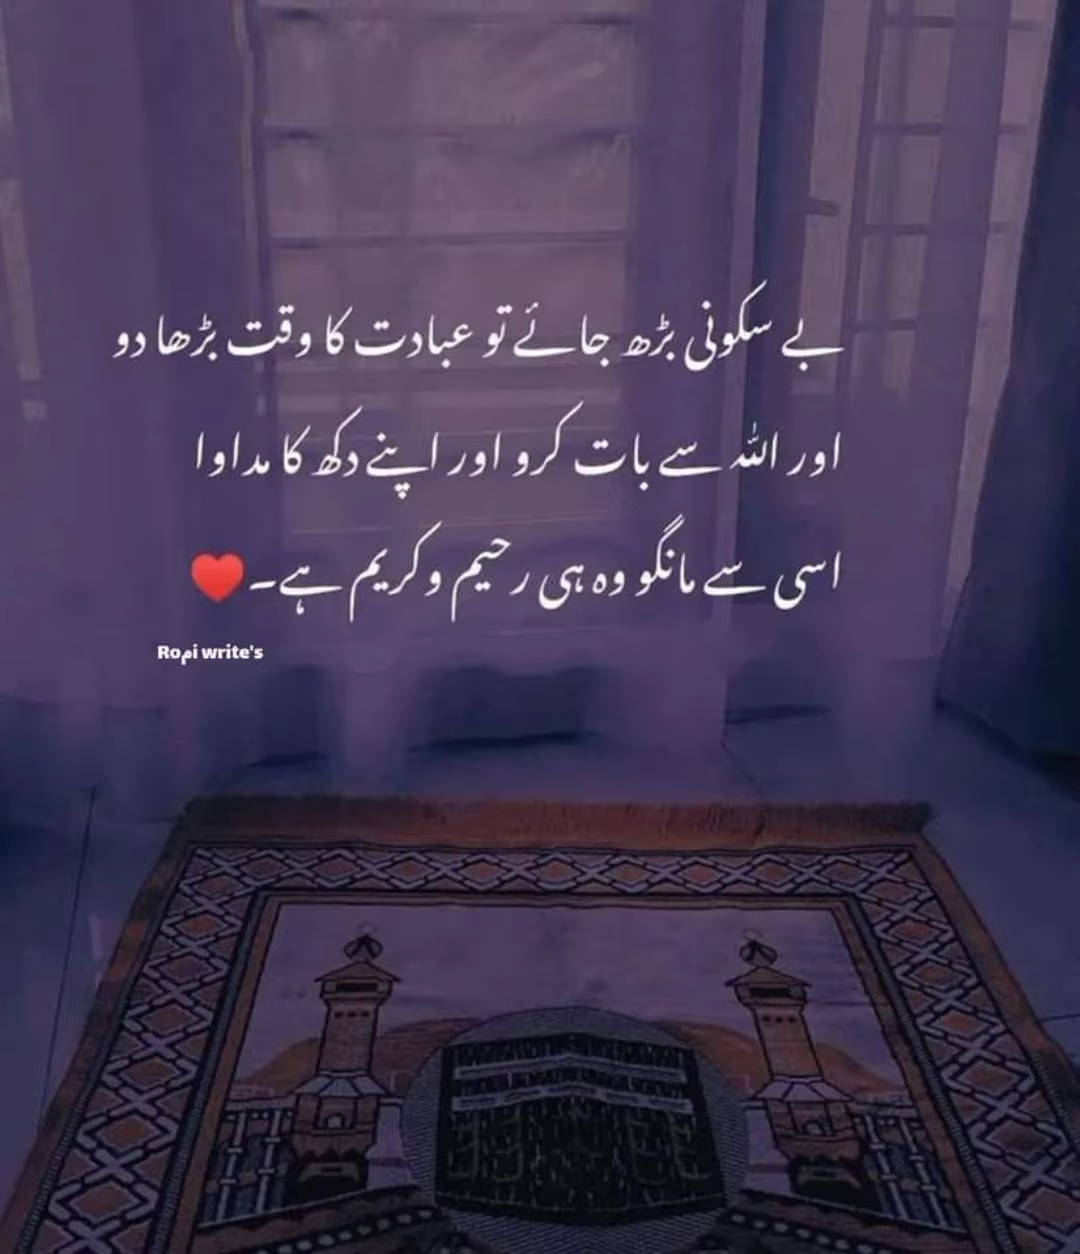 بے سکونی بڑھ جائے تو عبادت کا وقت بڑھا دو
اور اللہ سے بات کرو اور اپنے دکھ کا مداوا
اسی سے مانگو وہ ہی رحیم و کریم ہے۔ ❤️
Roمi write's